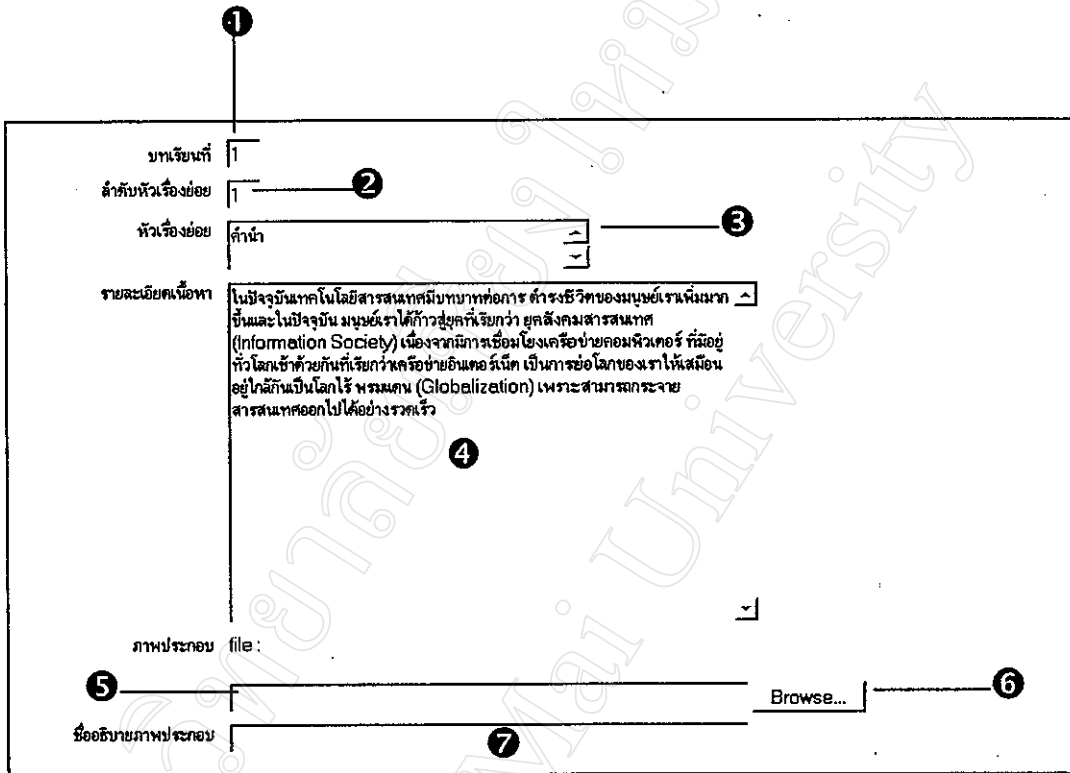 ❶
บทเรียนที่ 1
ลำดับหัวเรื่องย่อย 1 ❷
หัวเรื่องย่อย คำนำ ❸
รายละเอียดเนื้อหา ในปัจจุบันเทคโนโลยีสารสนเทศมีบทบาทต่อการ ดำรงชีวิตของมนุษย์เราเพิ่มมาก
ขึ้นและในปัจจุบัน มนุษย์เราได้ก้าวสู่ยุคที่เรียกว่า ยุคสังคมสารสนเทศ
(Information Society) เนื่องจากมีการเชื่อมโยงเครือข่ายคอมพิวเตอร์ ที่มีอยู่
ทั่วโลกเข้าด้วยกันที่เรียกว่าเครือข่ายอินเตอร์เน็ต เป็นการย่อโลกของเราให้เสมือน
อยู่ใกล้กันเป็นโลกไร้ พรมแดน (Globalization) เพราะสามารถกระจาย
สารสนเทศออกไปได้อย่างรวดเร็ว
❹
ภาพประกอบ file :
❺ Browse... ❻
ชื่ออธิบายภาพประกอบ ❼
Mai University